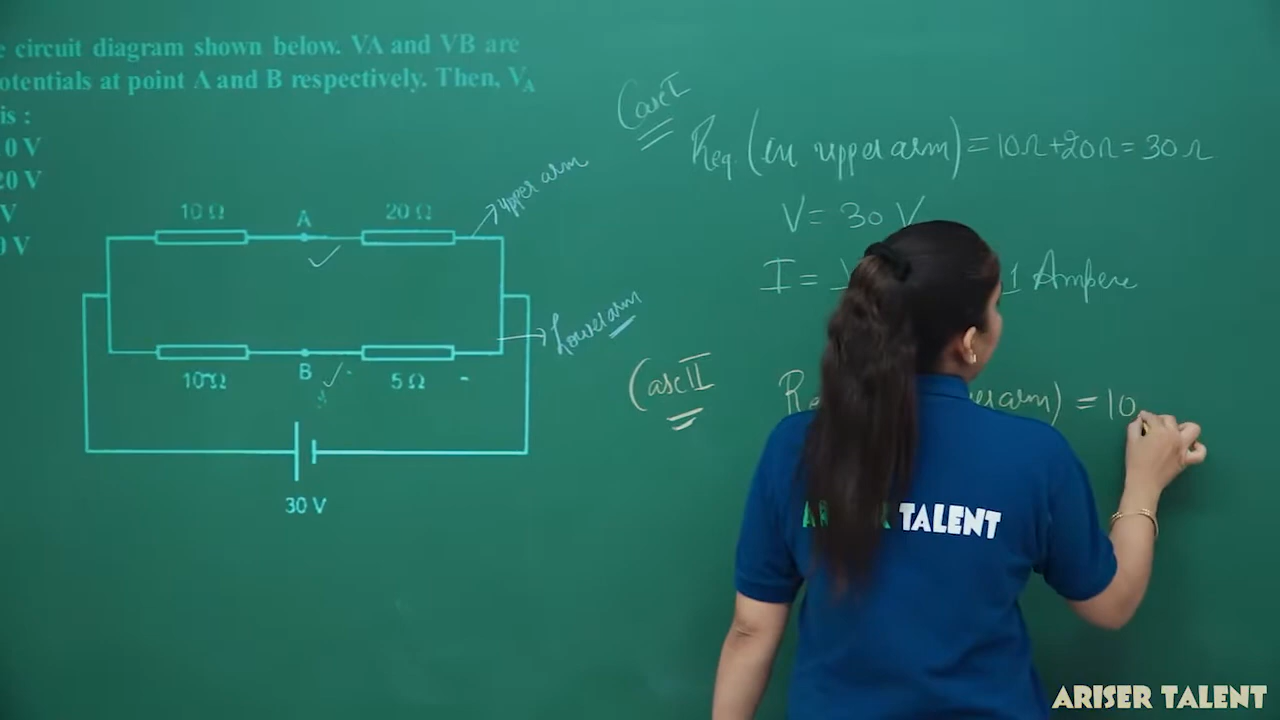 circuit diagram shown below. VA and VB are
otentials at point A and B respectively. Then, VA
is :
0 V
20 V
V
0 V
10 Ω
A
20 Ω
upper arm
10 Ω
B
5 Ω
Lower arm
30 V
Case I
Req. (in upper arm) = 10Ω+20Ω = 30Ω
V = 30 V
I = 1 Ampere
Case II
arm) = 10
TALENT
ARISER TALENT